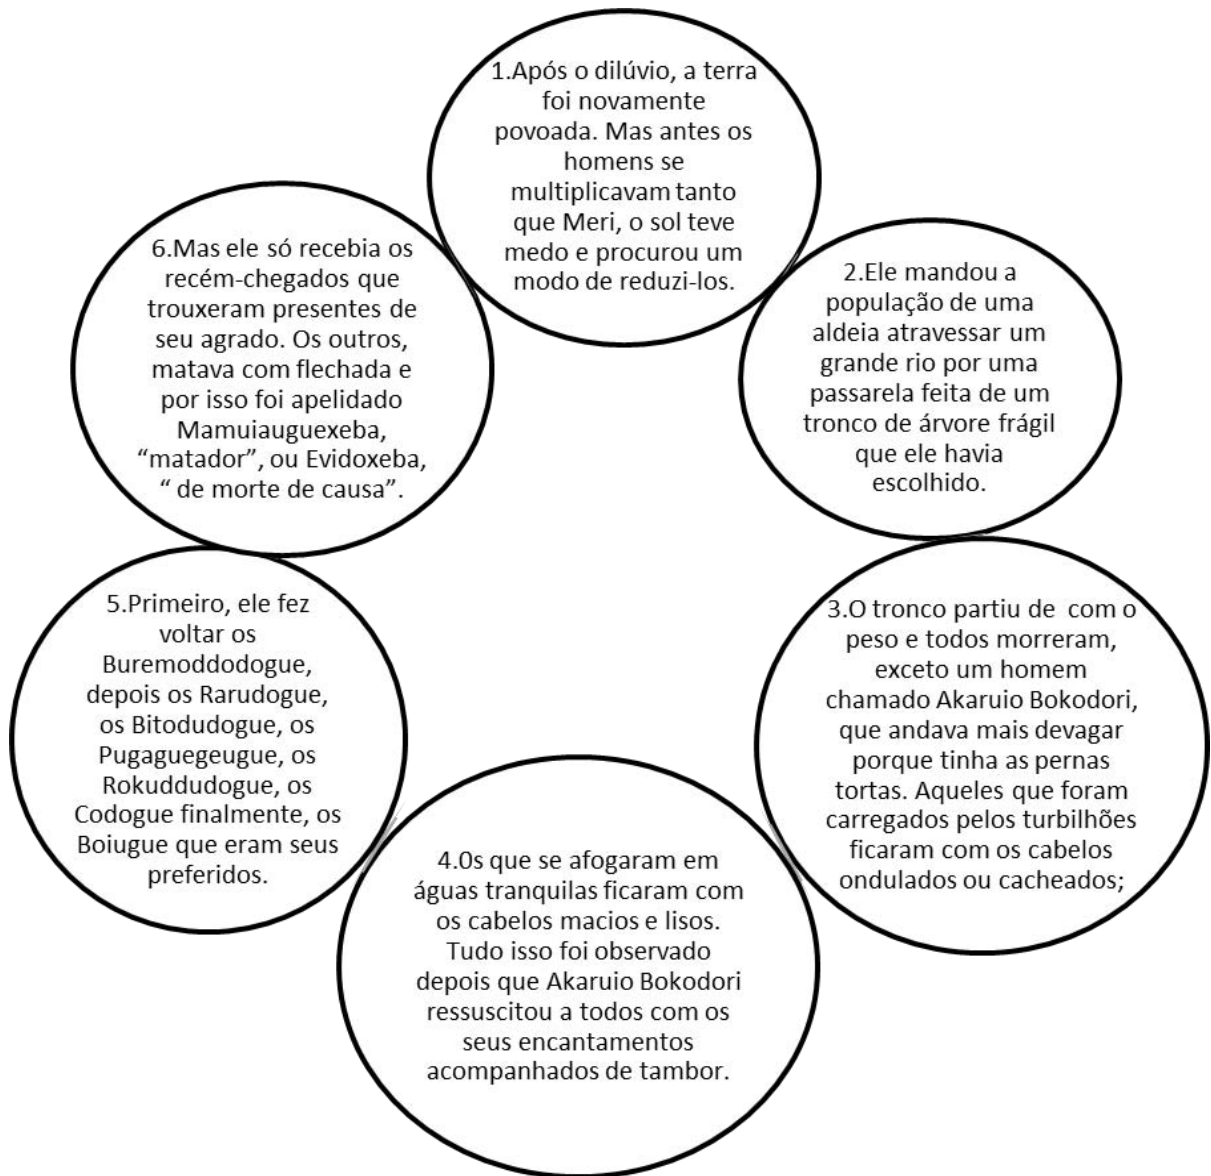 1.Após o dilúvio, a terra
foi novamente
povoada. Mas antes os
homens se
multiplicavam tanto
que Meri, o sol teve
medo e procurou um
modo de reduzi-los.
2.Ele mandou a
população de uma
aldeia atravessar um
grande rio por uma
passarela feita de um
tronco de árvore frágil
que ele havia
escolhido.
3.O tronco partiu de  com o
peso e todos morreram,
exceto um homem
chamado Akaruio Bokodori,
que andava mais devagar
porque tinha as pernas
tortas. Aqueles que foram
carregados pelos turbilhões
ficaram com os cabelos
ondulados ou cacheados;
4.Os que se afogaram em
águas tranquilas ficaram com
os cabelos macios e lisos.
Tudo isso foi observado
depois que Akaruio Bokodori
ressuscitou a todos com os
seus encantamentos
acompanhados de tambor.
5.Primeiro, ele fez
voltar os
Buremoddodogue,
depois os Rarudogue,
os Bitodudogue, os
Pugaguegeugue, os
Rokuddudogue, os
Codogue finalmente, os
Boiugue que eram seus
preferidos.
6.Mas ele só recebia os
recém-chegados que
trouxeram presentes de
seu agrado. Os outros,
matava com flechada e
por isso foi apelidado
Mamuiauguexeba,
“matador”, ou Evidoxeba,
“ de morte de causa”.